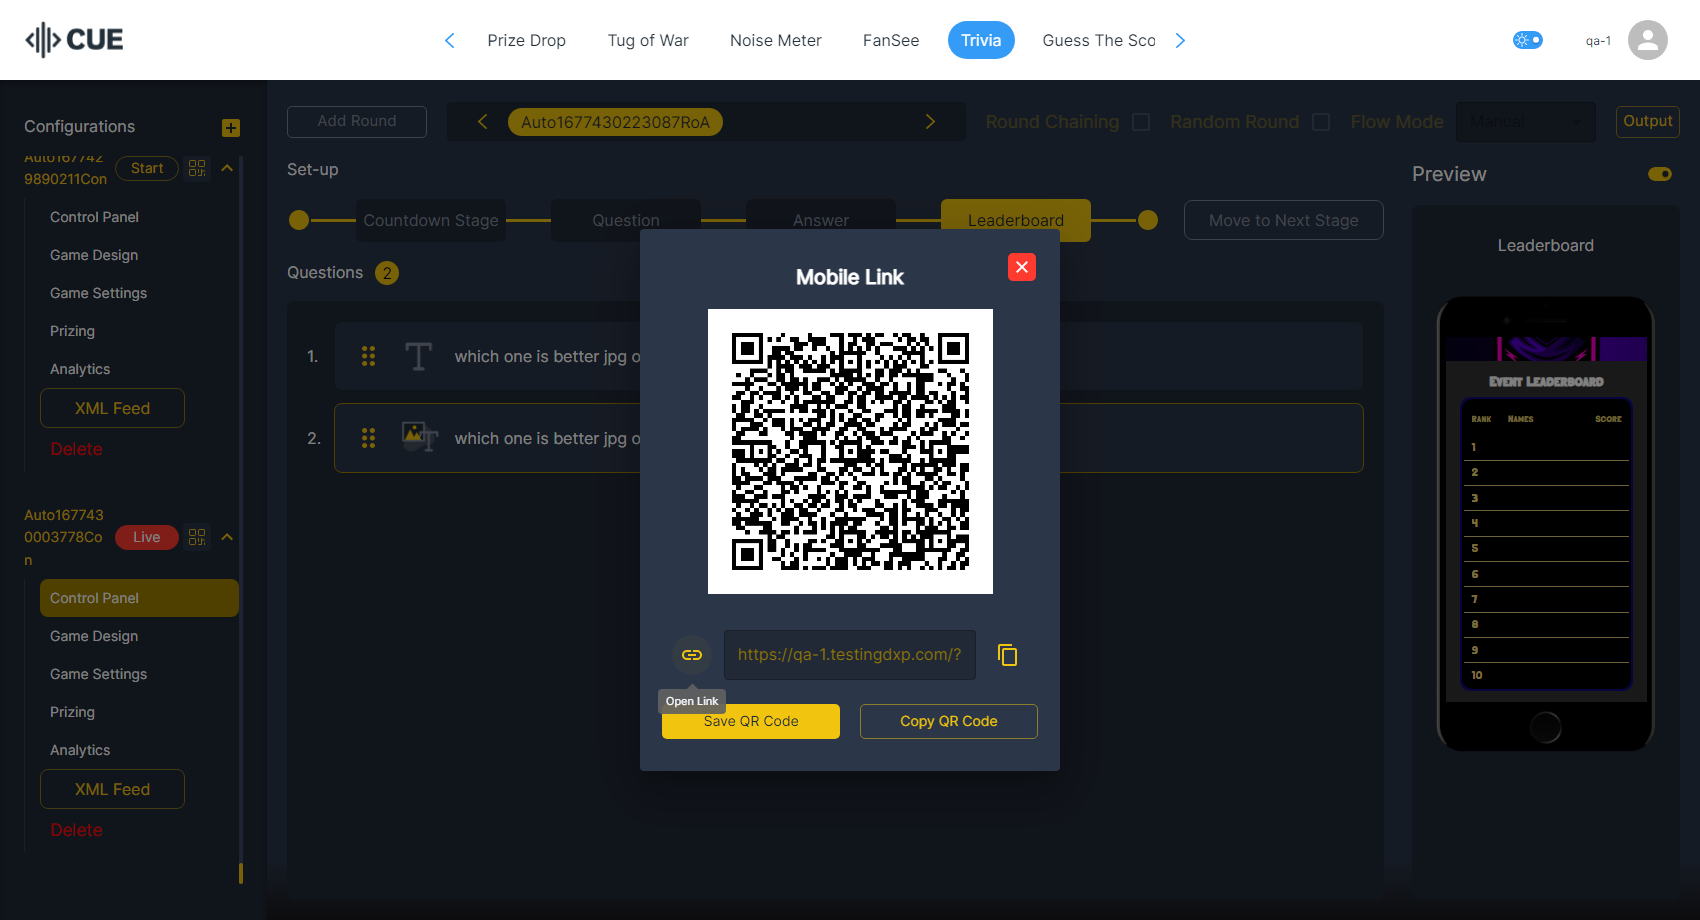 CUE
Prize Drop
Tug of War
Noise Meter
FanSee
Trivia
Guess The Sco
qa-1
Configurations
Auto167742
9890211Con
Start
Control Panel
Game Design
Game Settings
Prizing
Analytics
XML Feed
Delete
Auto167743
0003778Co
n
Live
Control Panel
Game Design
Game Settings
Prizing
Analytics
XML Feed
Delete
Add Round
Auto1677430223087RoA
Round Chaining
Random Round
Flow Mode
Manual
Output
Set-up
Countdown Stage
Question
Answer
Leaderboard
Move to Next Stage
Questions 2
1. which one is better jpg o
2. which one is better jpg o
Mobile Link
https://qa-1.testingdxp.com/?
Open Link
Save QR Code
Copy QR Code
Preview
Leaderboard
Event Leaderboard
Rank Names Score
1
2
3
4
5
6
7
8
9
10